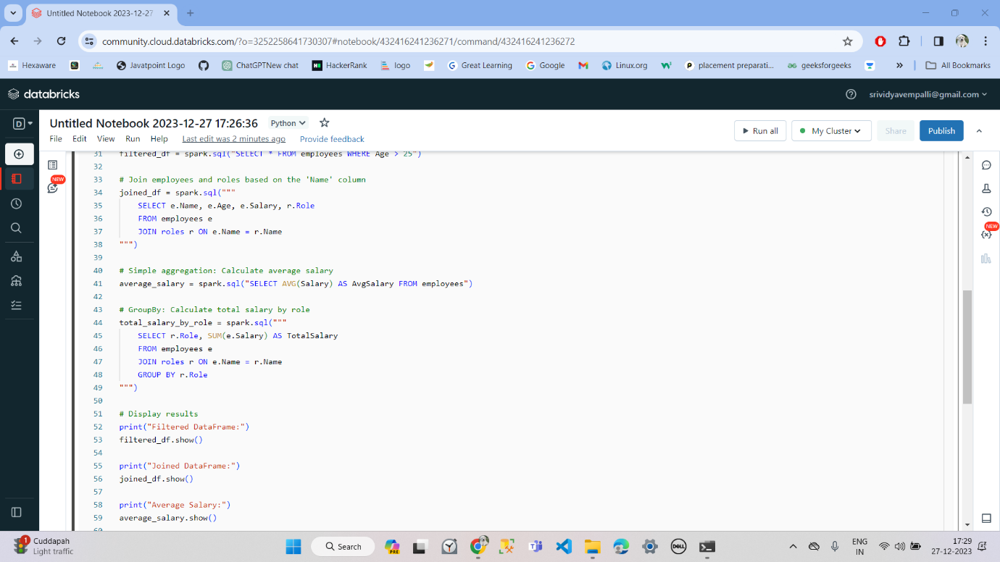 Untitled Notebook 2023-12-27
community.cloud.databricks.com/?o=3252258641730307#notebook/432416241236271/command/432416241236272
Hexaware
Javatpoint Logo
ChatGPTNew chat
HackerRank
logo
Great Learning
Google
Linux.org
placement preparati...
geeksforgeeks
»
All Bookmarks
databricks
srividyavempalli@gmail.com
D
Untitled Notebook 2023-12-27 17:26:36
Python
File Edit View Run Help Last edit was 2 minutes ago Provide feedback
Run all
My Cluster
Share
Publish
NEW
NEW
31 filtered_df = spark.sql("SELECT * FROM employees WHERE Age > 25")
32
33 # Join employees and roles based on the 'Name' column
34 joined_df = spark.sql("""
35 SELECT e.Name, e.Age, e.Salary, r.Role
36 FROM employees e
37 JOIN roles r ON e.Name = r.Name
38 """)
39
40 # Simple aggregation: Calculate average salary
41 average_salary = spark.sql("SELECT AVG(Salary) AS AvgSalary FROM employees")
42
43 # GroupBy: Calculate total salary by role
44 total_salary_by_role = spark.sql("""
45 SELECT r.Role, SUM(e.Salary) AS TotalSalary
46 FROM employees e
47 JOIN roles r ON e.Name = r.Name
48 GROUP BY r.Role
49 """)
50
51 # Display results
52 print("Filtered DataFrame:")
53 filtered_df.show()
54
55 print("Joined DataFrame:")
56 joined_df.show()
57
58 print("Average Salary:")
59 average_salary.show()
60
1
Cuddapah
Light traffic
Search
PRE
DELL
ENG
IN
17:29
27-12-2023